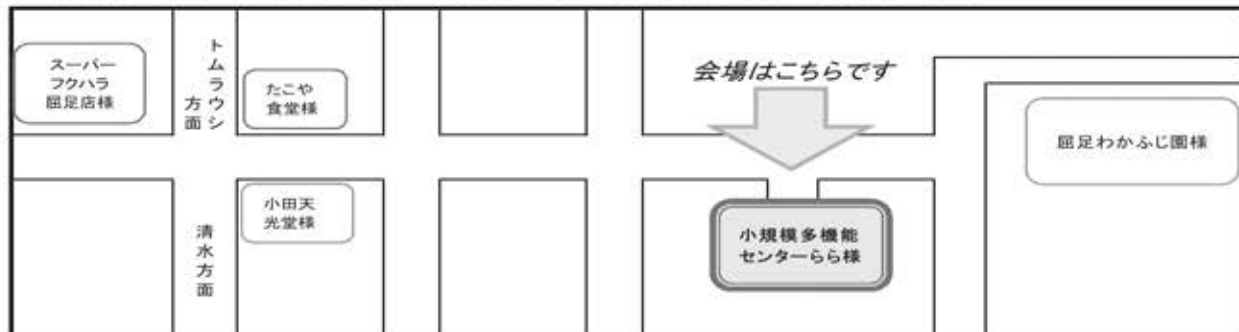 スーパー
フクハラ
屈足店様
トムラウシ
方面
たこや
食堂様
会場はこちらです
屈足わかふじ園様
清水方面
小田天
光堂様
小規模多機能
センターらら様